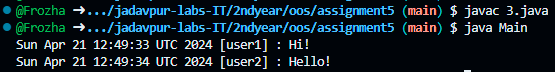 @Frozha ➜.../jadavpur-labs-IT/2ndyear/oos/assignment5 (main) $ javac 3.java
@Frozha ➜.../jadavpur-labs-IT/2ndyear/oos/assignment5 (main) $ java Main
Sun Apr 21 12:49:33 UTC 2024 [user1] : Hi!
Sun Apr 21 12:49:34 UTC 2024 [user2] : Hello!